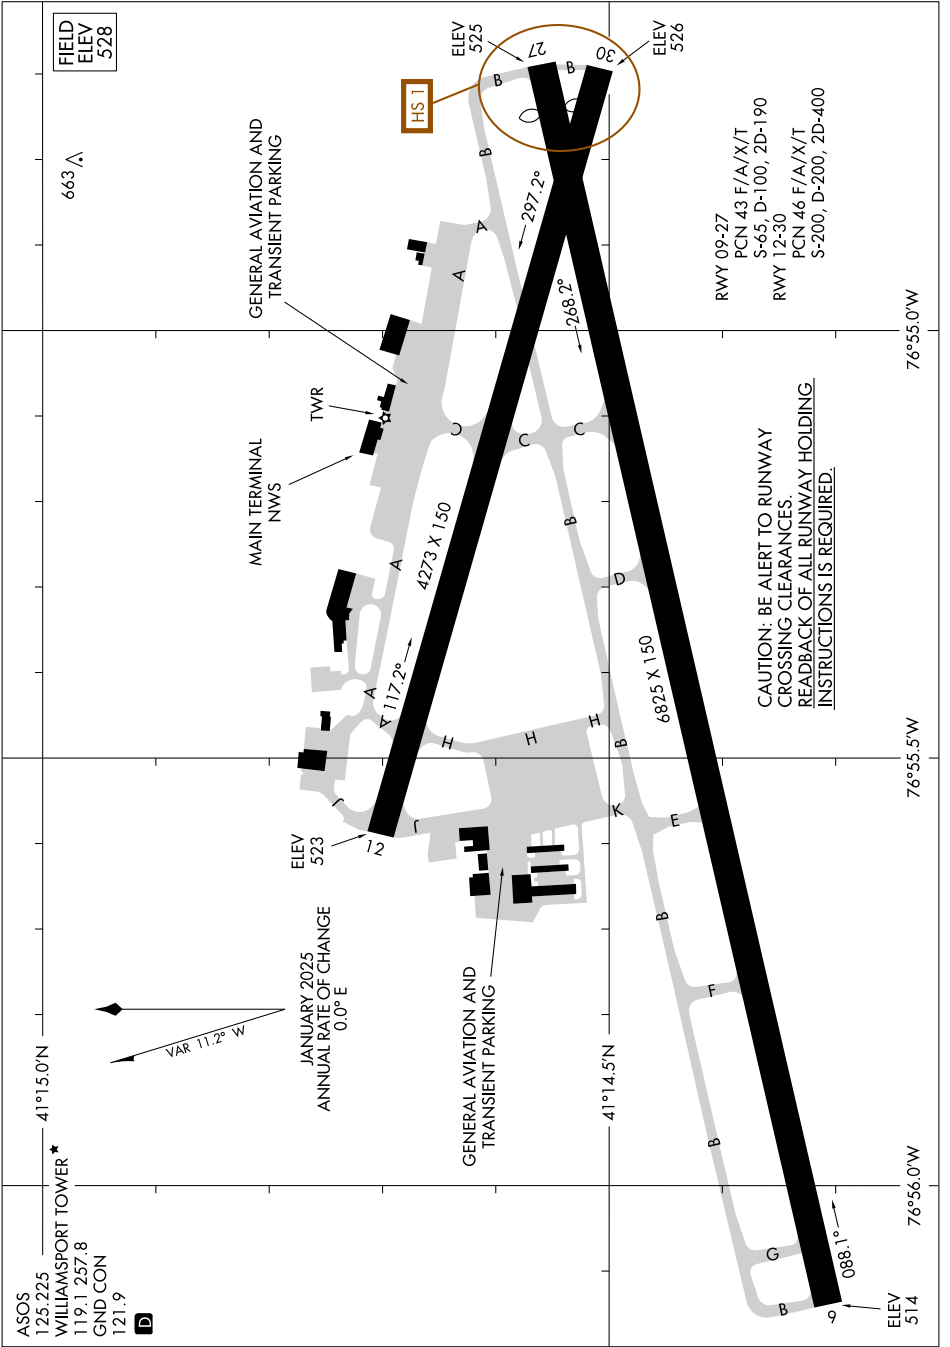 ASOS
125.225
WILLIAMSPORT TOWER★
119.1 257.8
GND CON
121.9
D
FIELD
ELEV
528
663
41°15.0'N
41°14.5'N
76°56.0'W
76°55.5'W
76°55.0'W
VAR 11.2° W
JANUARY 2025
ANNUAL RATE OF CHANGE
0.0° E
GENERAL AVIATION AND
TRANSIENT PARKING
MAIN TERMINAL
NWS
TWR
GENERAL AVIATION AND
TRANSIENT PARKING
HS 1
ELEV
525
27
ELEV
526
30
ELEV
523
12
ELEV
514
9
J
J
A
A
A
A
A
H
H
H
C
C
C
B
B
B
B
B
B
B
B
D
K
E
F
G
117.2°
4273 X 150
297.2°
088.1°
6825 X 150
268.2°
RWY 09-27
PCN 43 F/A/X/T
S-65, D-100, 2D-190
RWY 12-30
PCN 46 F/A/X/T
S-200, D-200, 2D-400
CAUTION: BE ALERT TO RUNWAY
CROSSING CLEARANCES.
READBACK OF ALL RUNWAY HOLDING
INSTRUCTIONS IS REQUIRED.